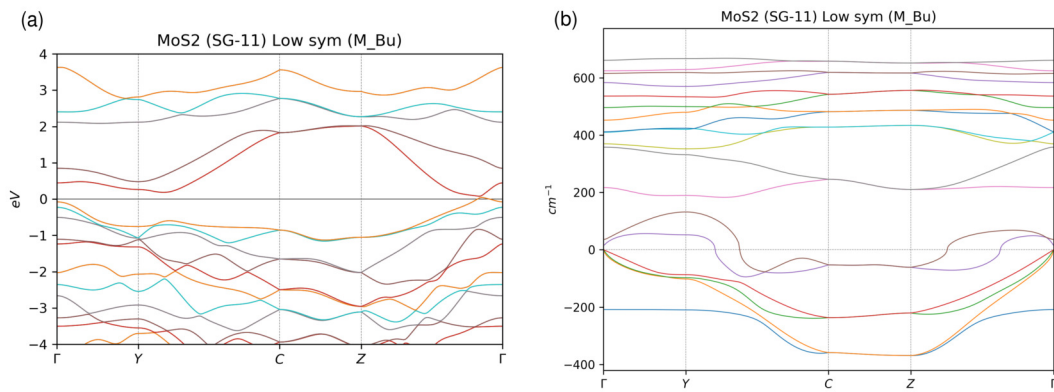 (a)
MoS2 (SG-11) Low sym (M_Bu)
4
3
2
1
0
−1
−2
−3
−4
eV
Γ
Y
C
Z
Γ
(b)
MoS2 (SG-11) Low sym (M_Bu)
600
400
200
0
−200
−400
cm⁻¹
Γ
Y
C
Z
Γ